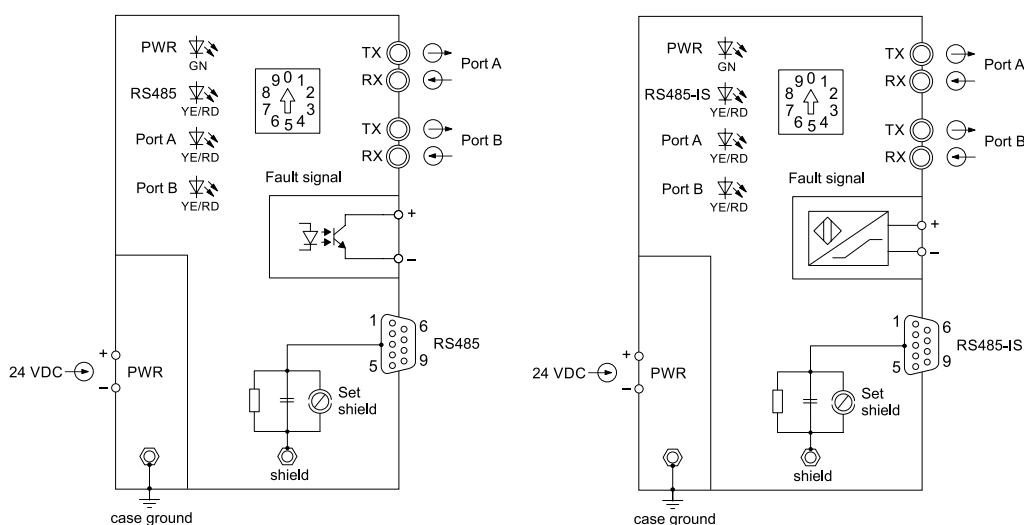 PWR
GN
RS485
YE/RD
Port A
YE/RD
Port B
YE/RD
9 0 1
8 2
7 3
6 5 4
TX
RX
Port A
TX
RX
Port B
Fault signal
+
–
1
6
5
9
RS485
24 VDC
+
–
PWR
Set
shield
shield
case ground
PWR
GN
RS485-IS
YE/RD
Port A
YE/RD
Port B
YE/RD
9 0 1
8 2
7 3
6 5 4
TX
RX
Port A
TX
RX
Port B
Fault signal
+
–
1
6
5
9
RS485-IS
24 VDC
+
–
PWR
Set
shield
shield
case ground